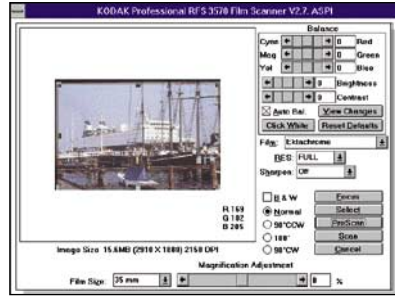 KODAK Professional RFS 3570 Film Scanner V2.7. ASPI
Balance
Cyan 0 Red
Mag 0 Green
Yel 0 Blue
0 Brightness
0 Contrast
Auto Bal. View Changes
Click White Reset Defaults
Film: Ektachrome
RES: FULL
Sharpen: Off
B & W Focus
Normal Select
90°CCW PreScan
180° Scan
90°CW Cancel
R 169
G 182
B 205
Image Size 15.6MB (2910 X 1880) 2150 DPI
Magnification Adjustment
Film Size: 35 mm 0 %